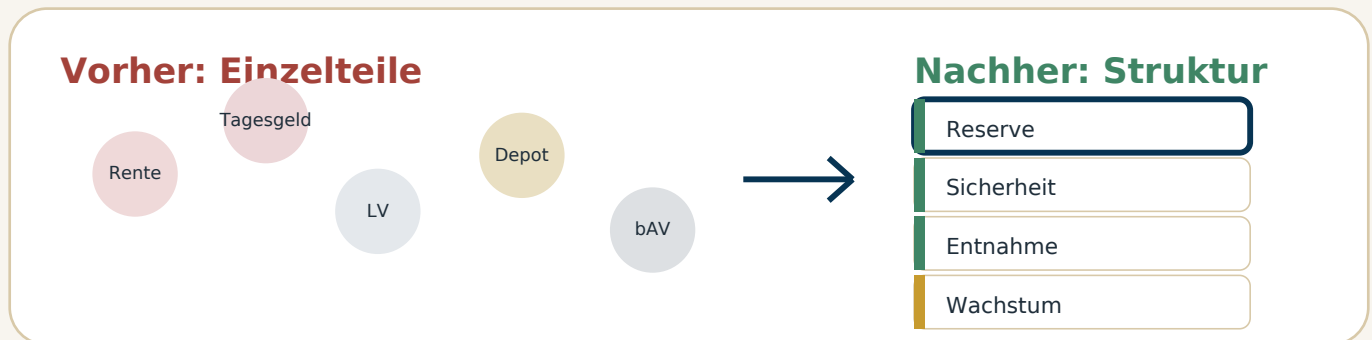 Vorher: Einzelteile
Tagesgeld
Rente
Depot
LV
bAV
Nachher: Struktur
Reserve
Sicherheit
Entnahme
Wachstum